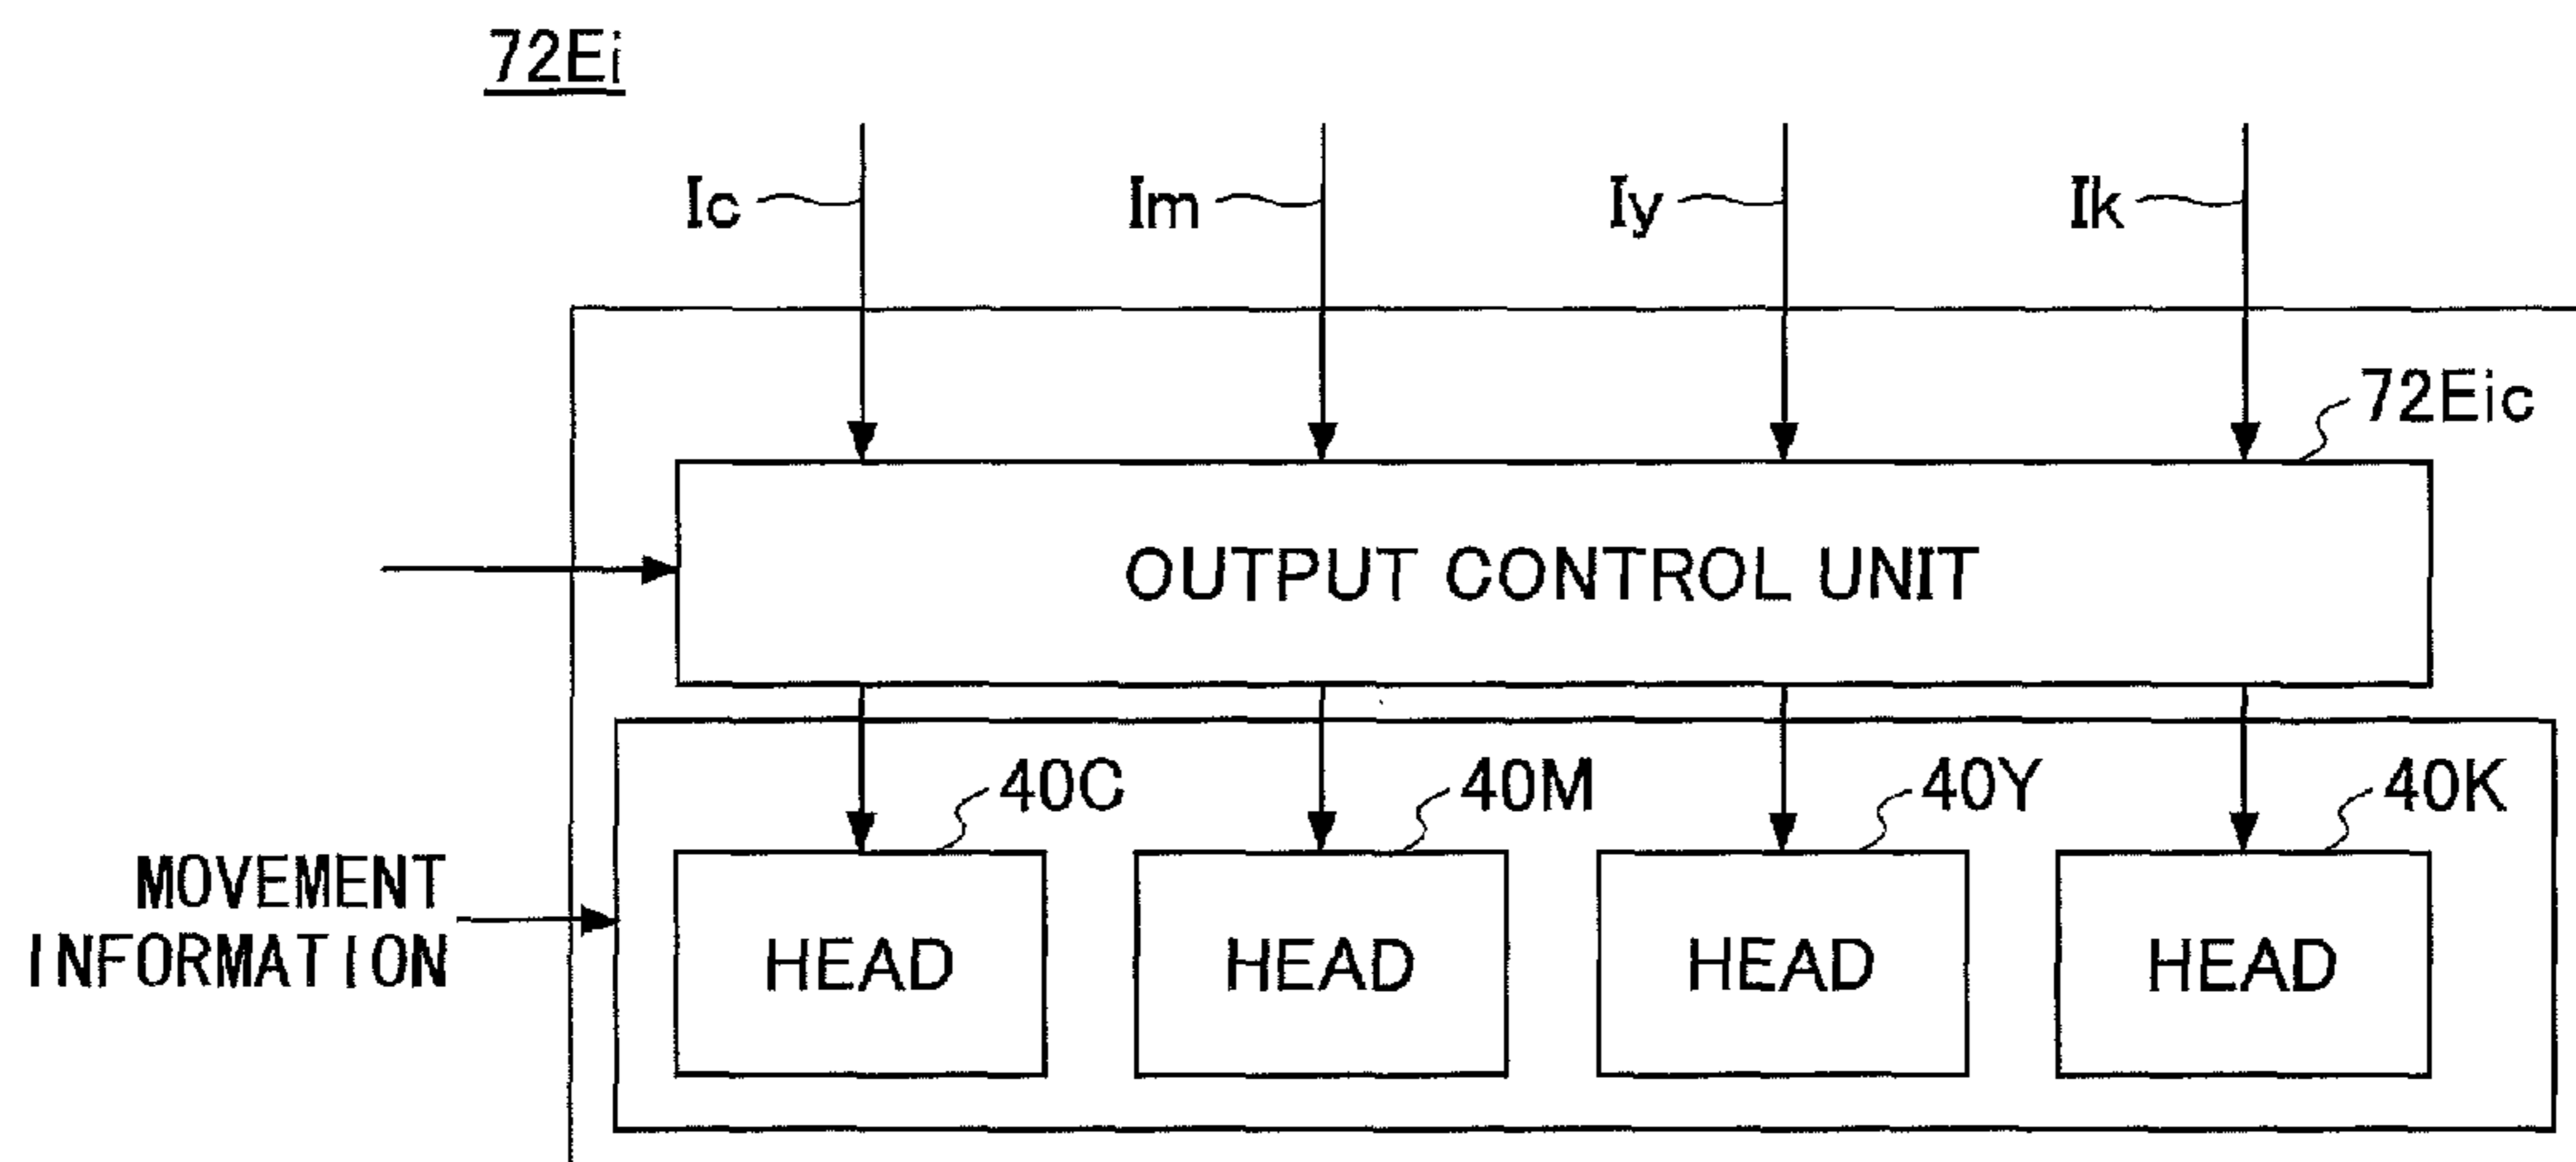 72Ei
Ic Im Iy Ik
72Eic
OUTPUT CONTROL UNIT
40C 40M 40Y 40K
MOVEMENT
INFORMATION
HEAD HEAD HEAD HEAD